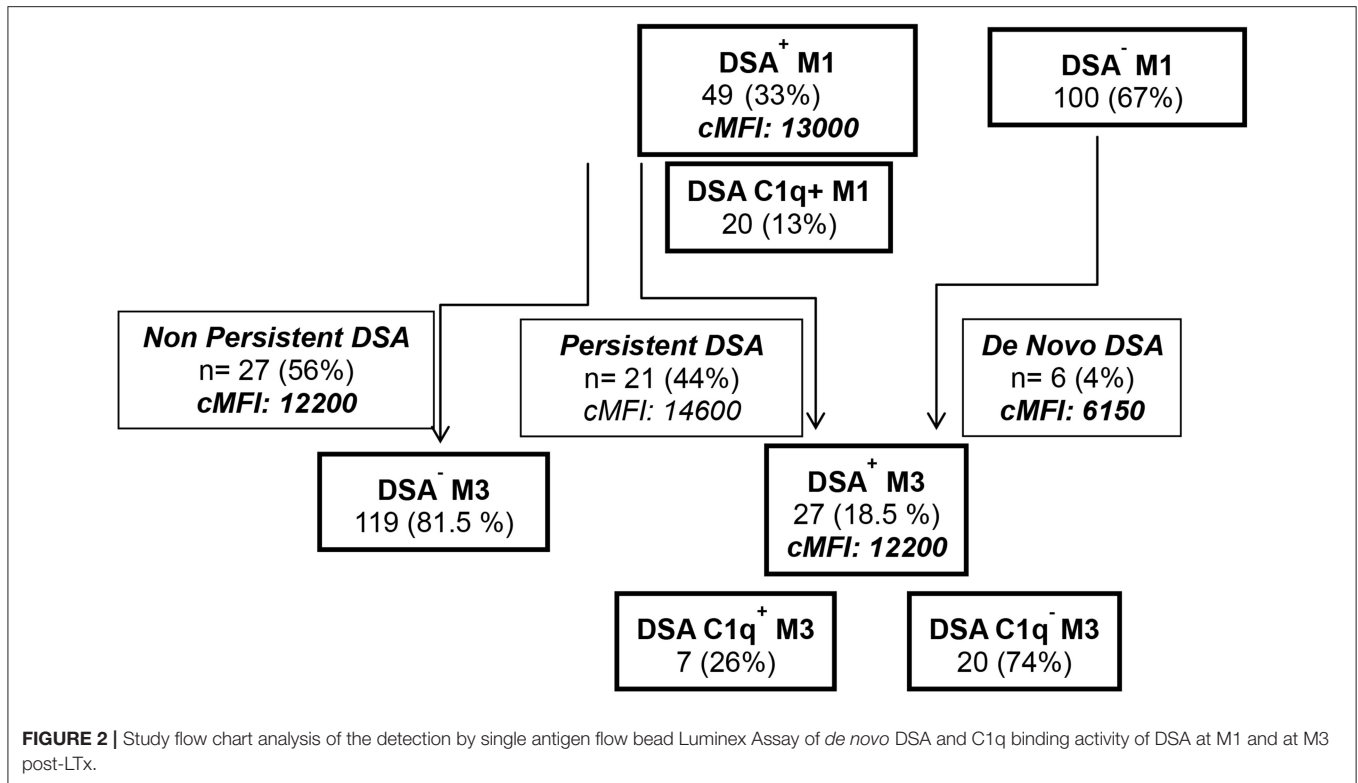 DSA+ M1
49 (33%)
cMFI: 13000
DSA- M1
100 (67%)
DSA C1q+ M1
20 (13%)
Non Persistent DSA
n= 27 (56%)
cMFI: 12200
Persistent DSA
n= 21 (44%)
cMFI: 14600
De Novo DSA
n= 6 (4%)
cMFI: 6150
DSA- M3
119 (81.5 %)
DSA+ M3
27 (18.5 %)
cMFI: 12200
DSA C1q+ M3
7 (26%)
DSA C1q- M3
20 (74%)
FIGURE 2 | Study flow chart analysis of the detection by single antigen flow bead Luminex Assay of de novo DSA and C1q binding activity of DSA at M1 and at M3
post-LTx.